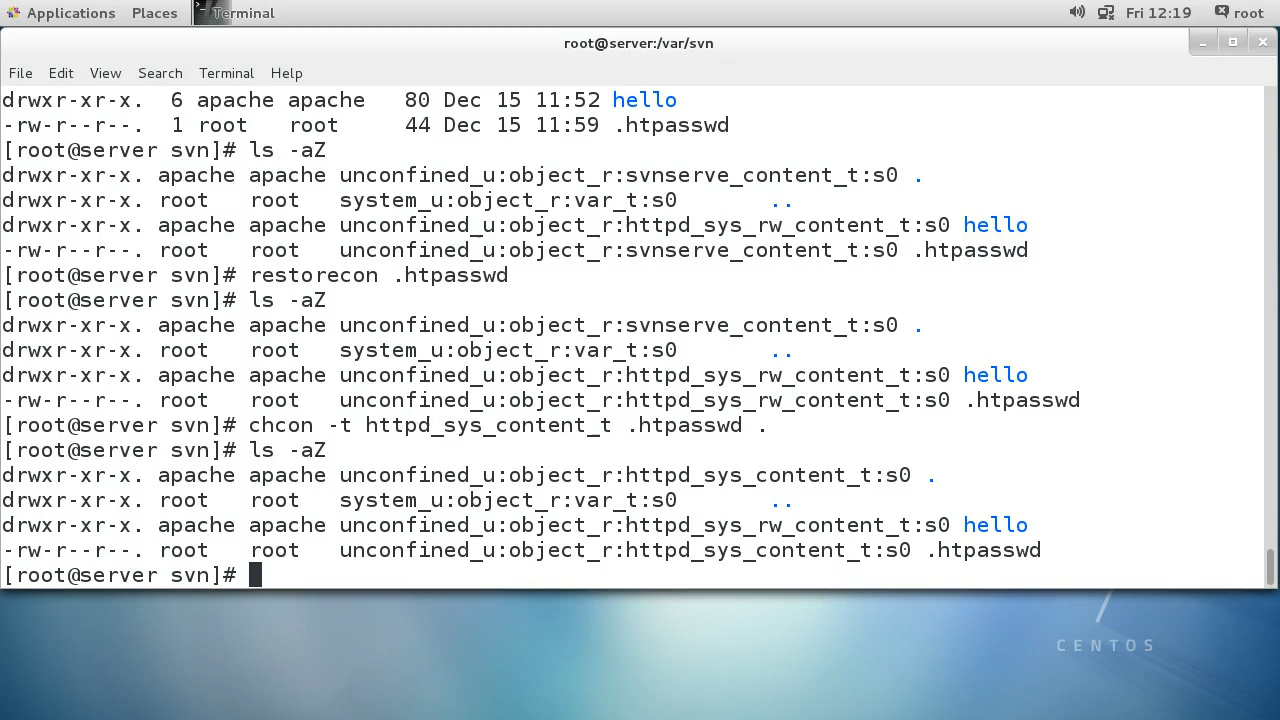 Applications Places Terminal Fri 12:19 root
root@server:/var/svn
File Edit View Search Terminal Help
drwxr-xr-x. 6 apache apache 80 Dec 15 11:52 hello
-rw-r--r--. 1 root root 44 Dec 15 11:59 .htpasswd
[root@server svn]# ls -aZ
drwxr-xr-x. apache apache unconfined_u:object_r:svnserve_content_t:s0 .
drwxr-xr-x. root root system_u:object_r:var_t:s0 ..
drwxr-xr-x. apache apache unconfined_u:object_r:httpd_sys_rw_content_t:s0 hello
-rw-r--r--. root root unconfined_u:object_r:svnserve_content_t:s0 .htpasswd
[root@server svn]# restorecon .htpasswd
[root@server svn]# ls -aZ
drwxr-xr-x. apache apache unconfined_u:object_r:svnserve_content_t:s0 .
drwxr-xr-x. root root system_u:object_r:var_t:s0 ..
drwxr-xr-x. apache apache unconfined_u:object_r:httpd_sys_rw_content_t:s0 hello
-rw-r--r--. root root unconfined_u:object_r:httpd_sys_rw_content_t:s0 .htpasswd
[root@server svn]# chcon -t httpd_sys_content_t .htpasswd .
[root@server svn]# ls -aZ
drwxr-xr-x. apache apache unconfined_u:object_r:httpd_sys_content_t:s0 .
drwxr-xr-x. root root system_u:object_r:var_t:s0 ..
drwxr-xr-x. apache apache unconfined_u:object_r:httpd_sys_rw_content_t:s0 hello
-rw-r--r--. root root unconfined_u:object_r:httpd_sys_content_t:s0 .htpasswd
[root@server svn]#
CENTOS